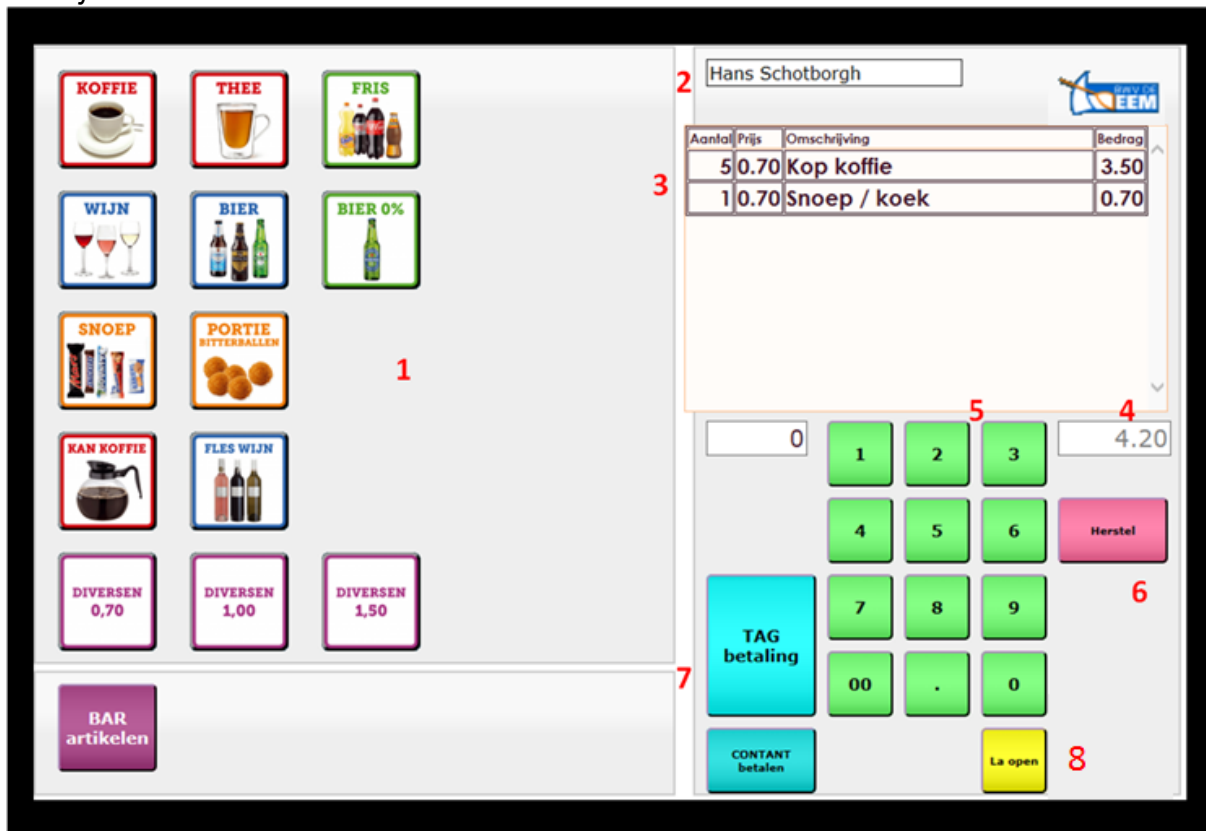 KOFFIE
THEE
FRIS
WIJN
BIER
BIER 0%
SNOEP
PORTIE
BITTERBALLEN
1
KAN KOFFIE
FLES WIJN
DIVERSEN
0,70
DIVERSEN
1,00
DIVERSEN
1,50
BAR
artikelen
2
Hans Schotborgh
RWV DE
EEM
3
Aantal Prijs Omschrijving Bedrag
5 0.70 Kop koffie 3.50
1 0.70 Snoep / koek 0.70
5
4
0
4.20
1 2 3
4 5 6
Herstel
6
7 8 9
TAG
betaling
7
00 . 0
CONTANT
betalen
La open
8